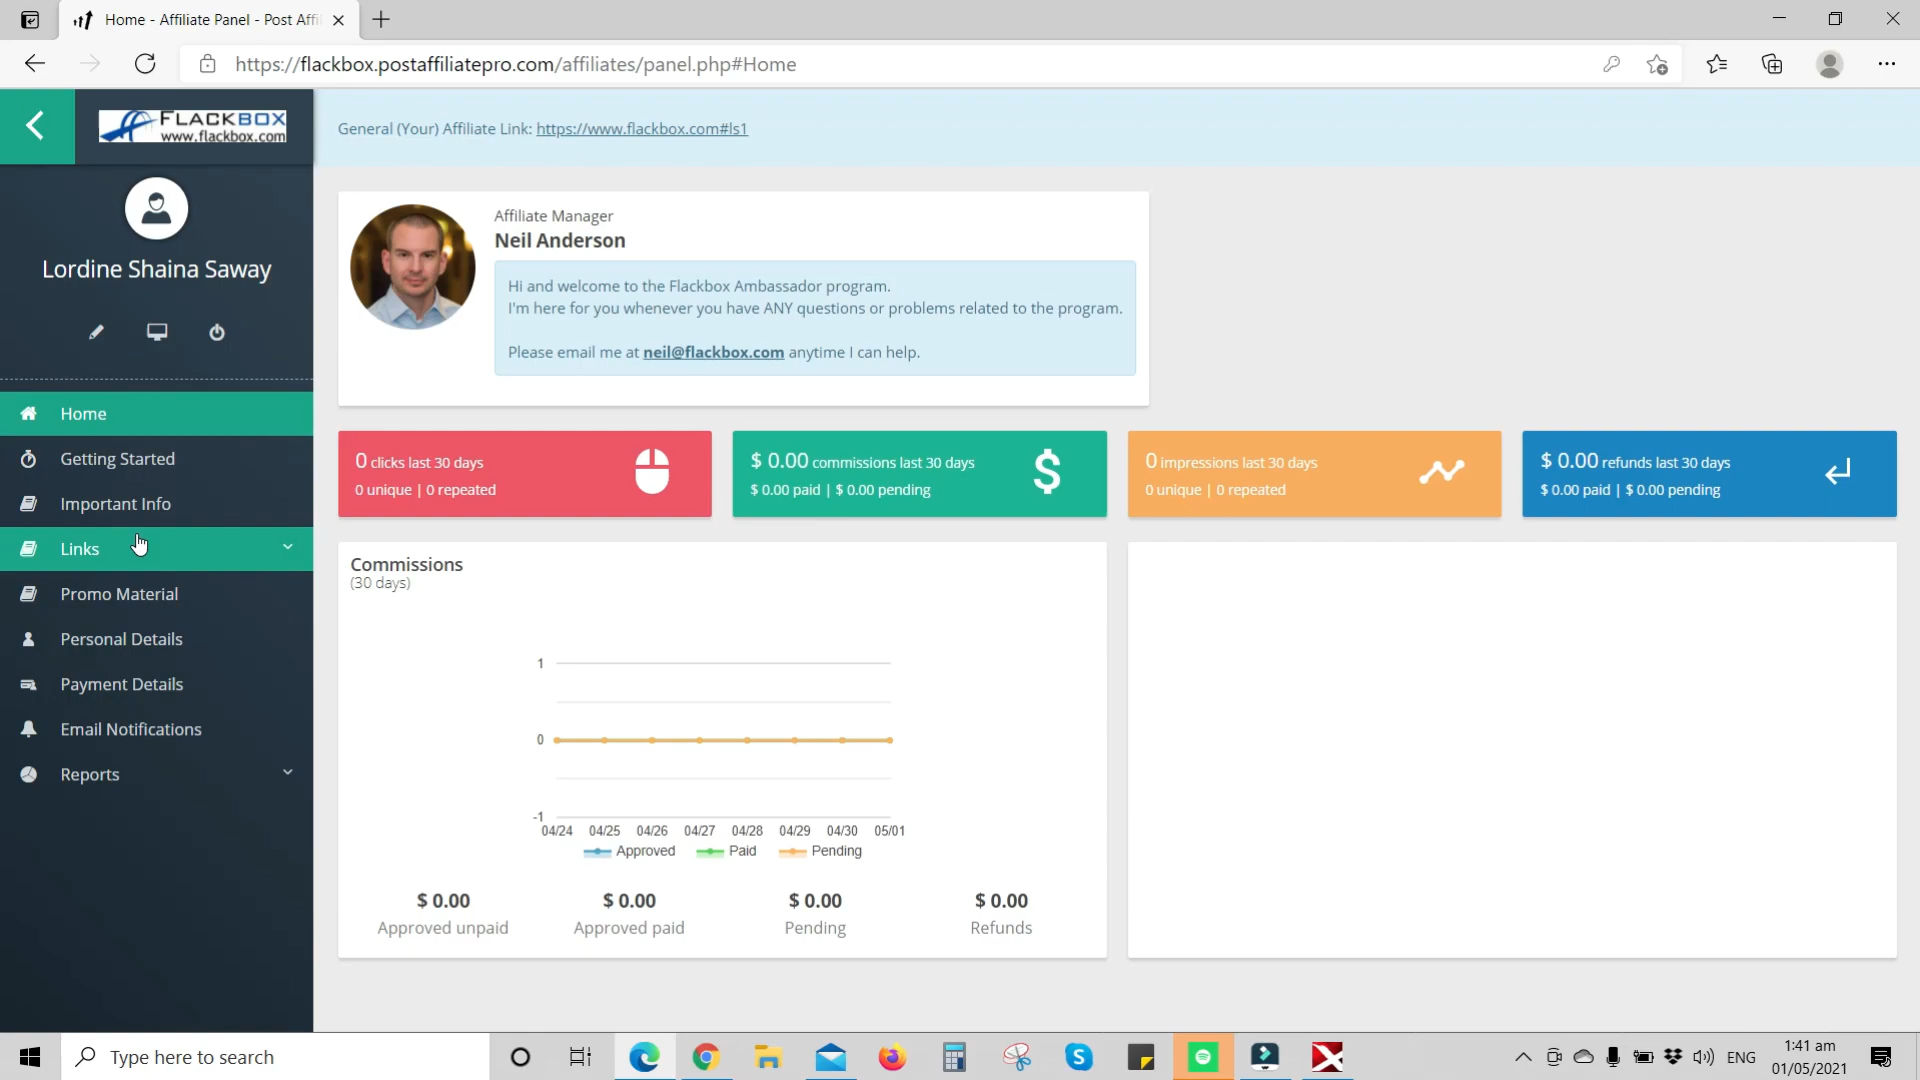 Home - Affiliate Panel - Post Affi
https://flackbox.postaffiliatepro.com/affiliates/panel.php#Home
FLACKBOX
www.flackbox.com
General (Your) Affiliate Link: https://www.flackbox.com#ls1
Lordine Shaina Saway
Affiliate Manager
Neil Anderson
Hi and welcome to the Flackbox Ambassador program.
I'm here for you whenever you have ANY questions or problems related to the program.
Please email me at neil@flackbox.com anytime I can help.
Home
Getting Started
Important Info
Links
Promo Material
Personal Details
Payment Details
Email Notifications
Reports
0 clicks last 30 days
0 unique | 0 repeated
$ 0.00 commissions last 30 days
$ 0.00 paid | $ 0.00 pending
0 impressions last 30 days
0 unique | 0 repeated
$ 0.00 refunds last 30 days
$ 0.00 paid | $ 0.00 pending
Commissions
(30 days)
1
0
-1
04/24 04/25 04/26 04/27 04/28 04/29 04/30 05/01
Approved Paid Pending
$ 0.00 $ 0.00 $ 0.00 $ 0.00
Approved unpaid Approved paid Pending Refunds
Type here to search
ENG
1:41 am
01/05/2021